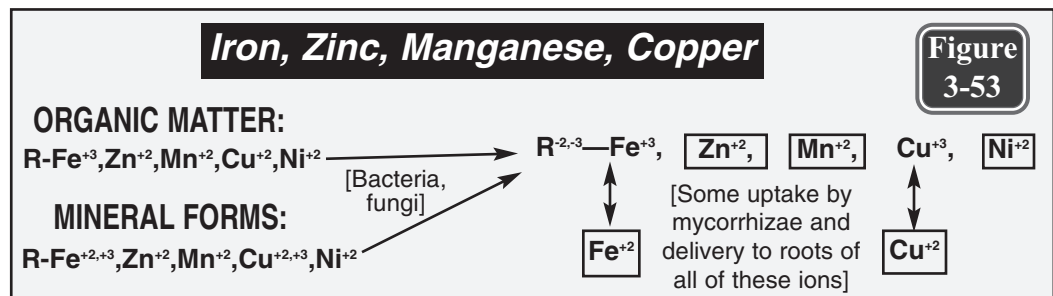 Iron, Zinc, Manganese, Copper
Figure
3-53
ORGANIC MATTER:
R-Fe⁺³,Zn⁺²,Mn⁺²,Cu⁺²,Ni⁺²
[Bacteria,
fungi]
MINERAL FORMS:
R-Fe⁺²,⁺³,Zn⁺²,Mn⁺²,Cu⁺²,⁺³,Ni⁺²
R⁻²,⁻³—Fe⁺³, Zn⁺², Mn⁺², Cu⁺³, Ni⁺²
[Some uptake by
mycorrhizae and
delivery to roots of
all of these ions]
Fe⁺²
Cu⁺²